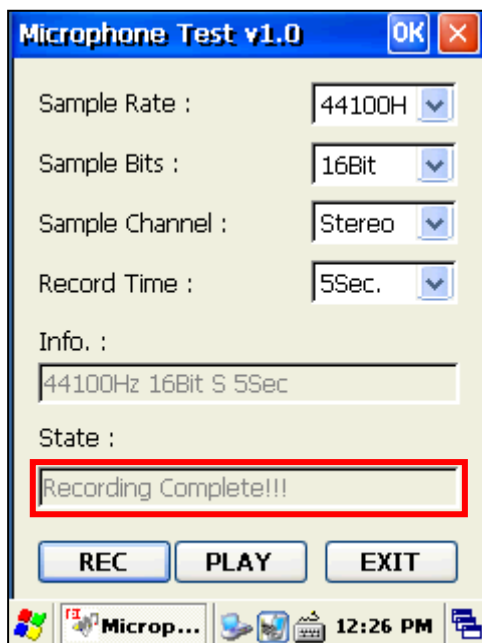 Microphone Test v1.0 OK
Sample Rate : 44100H
Sample Bits : 16Bit
Sample Channel : Stereo
Record Time : 5Sec.
Info. :
44100Hz 16Bit S 5Sec
State :
Recording Complete!!!
REC PLAY EXIT
Microp... 12:26 PM